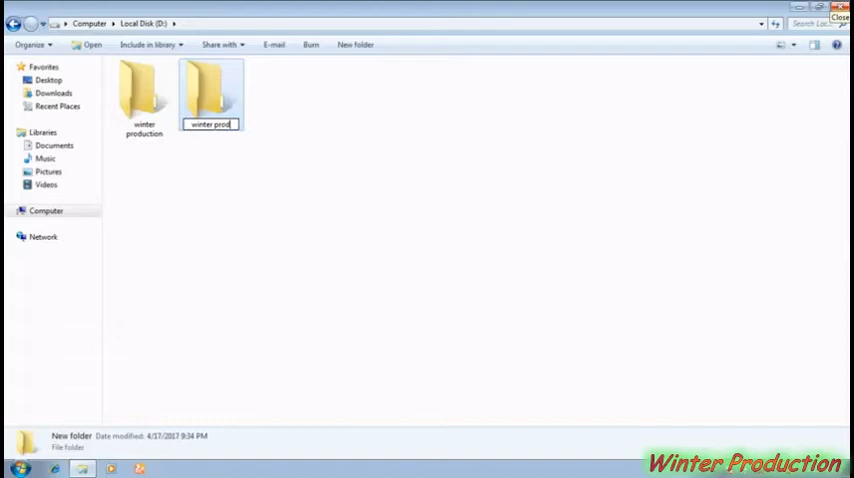 Close
Computer
Local Disk (D:)
Search Loc
Organize
Open
Include in library
Share with
E-mail
Burn
New folder
Favorites
Desktop
Downloads
Recent Places
Libraries
Documents
Music
Pictures
Videos
Computer
Network
winter
production
winter prod
New folder Date modified: 4/17/2017 9:34 PM
File folder
Winter Production